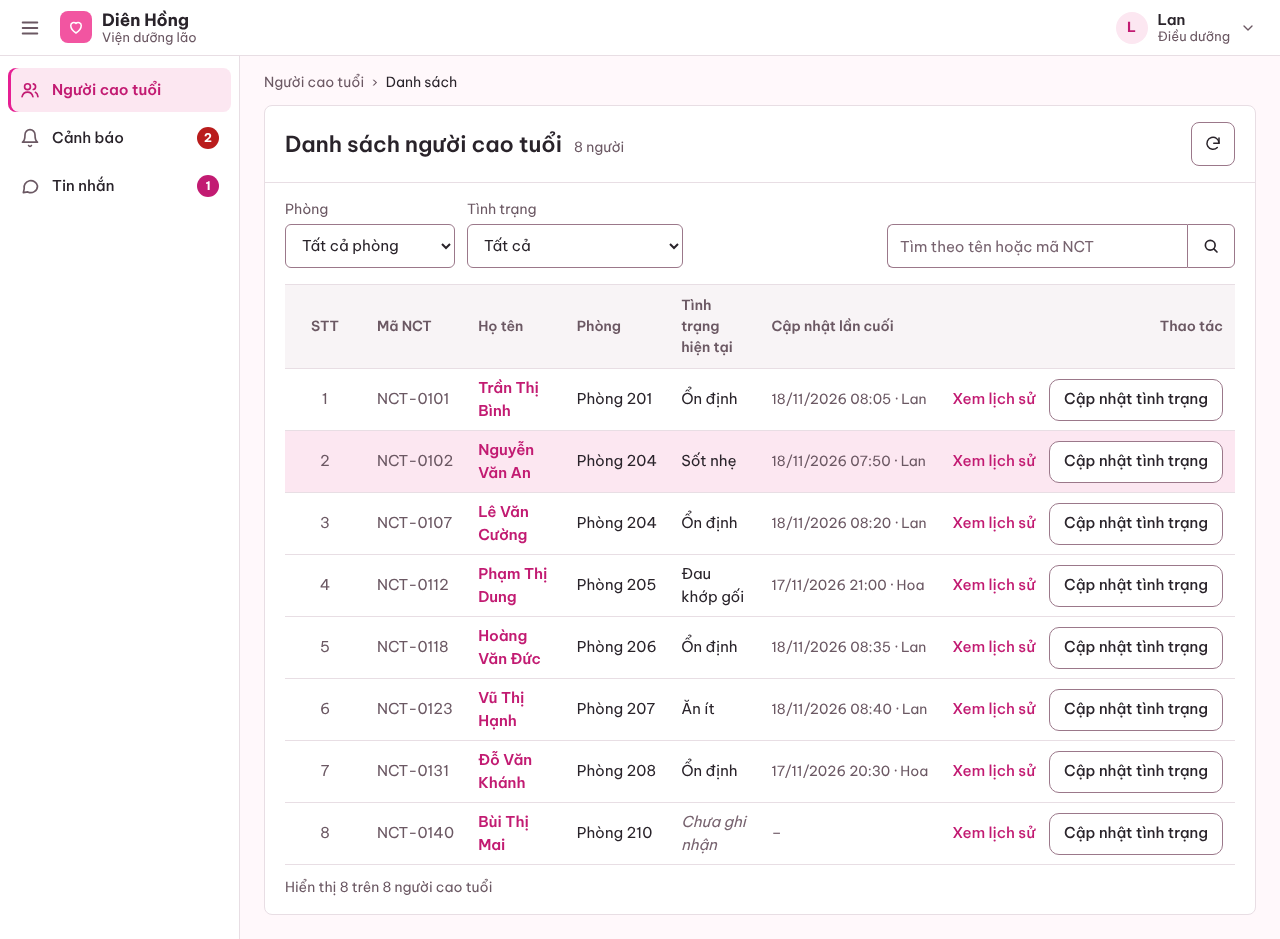 Diên Hồng
Viện dưỡng lão
L
Lan
Điều dưỡng
Người cao tuổi
Cảnh báo
2
Tin nhắn
1
Người cao tuổi › Danh sách
Danh sách người cao tuổi 8 người
Phòng
Tình trạng
Tất cả phòng
Tất cả
Tìm theo tên hoặc mã NCT
STT
Mã NCT
Họ tên
Phòng
Tình
trạng
hiện tại
Cập nhật lần cuối
Thao tác
1
NCT-0101
Trần Thị
Bình
Phòng 201
Ổn định
18/11/2026 08:05 · Lan
Xem lịch sử
Cập nhật tình trạng
2
NCT-0102
Nguyễn
Văn An
Phòng 204
Sốt nhẹ
18/11/2026 07:50 · Lan
Xem lịch sử
Cập nhật tình trạng
3
NCT-0107
Lê Văn
Cường
Phòng 204
Ổn định
18/11/2026 08:20 · Lan
Xem lịch sử
Cập nhật tình trạng
4
NCT-0112
Phạm Thị
Dung
Phòng 205
Đau
khớp gối
17/11/2026 21:00 · Hoa
Xem lịch sử
Cập nhật tình trạng
5
NCT-0118
Hoàng
Văn Đức
Phòng 206
Ổn định
18/11/2026 08:35 · Lan
Xem lịch sử
Cập nhật tình trạng
6
NCT-0123
Vũ Thị
Hạnh
Phòng 207
Ăn ít
18/11/2026 08:40 · Lan
Xem lịch sử
Cập nhật tình trạng
7
NCT-0131
Đỗ Văn
Khánh
Phòng 208
Ổn định
17/11/2026 20:30 · Hoa
Xem lịch sử
Cập nhật tình trạng
8
NCT-0140
Bùi Thị
Mai
Phòng 210
Chưa ghi
nhận
–
Xem lịch sử
Cập nhật tình trạng
Hiển thị 8 trên 8 người cao tuổi